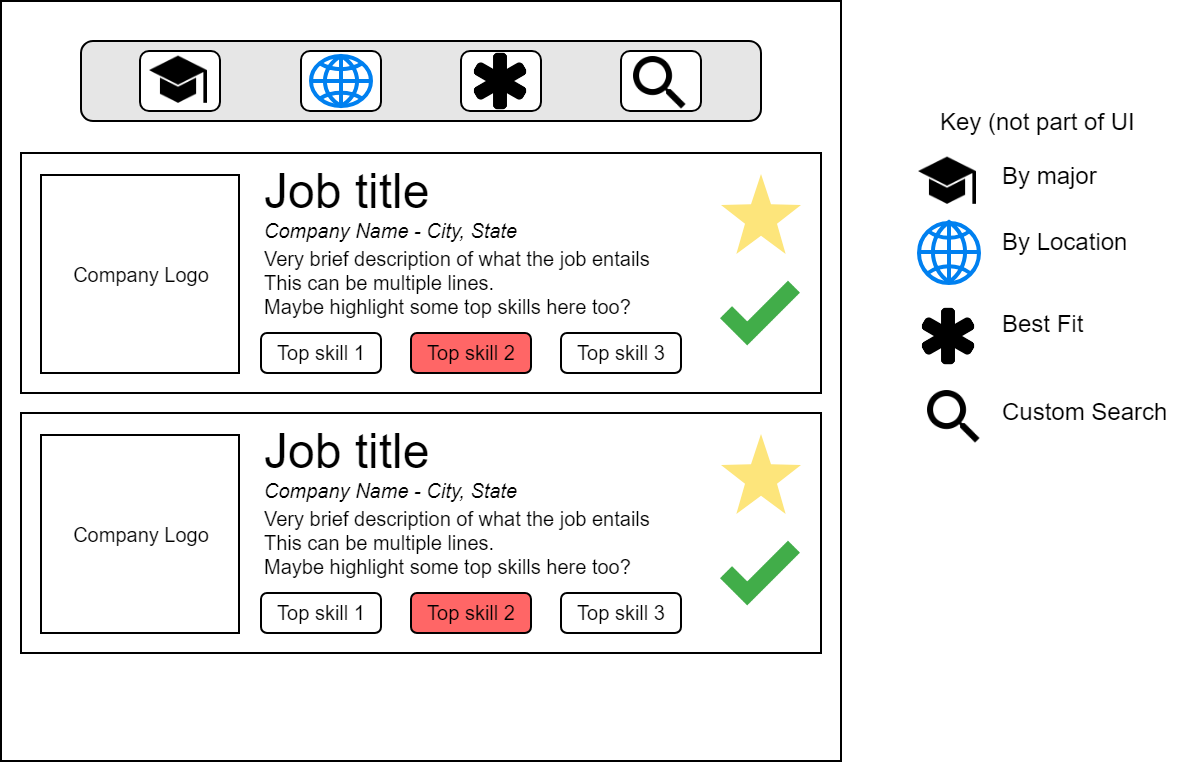 Key (not part of UI
By major
By Location
Best Fit
Custom Search
Company Logo
Job title
Company Name - City, State
Very brief description of what the job entails
This can be multiple lines.
Maybe highlight some top skills here too?
Top skill 1
Top skill 2
Top skill 3
Company Logo
Job title
Company Name - City, State
Very brief description of what the job entails
This can be multiple lines.
Maybe highlight some top skills here too?
Top skill 1
Top skill 2
Top skill 3